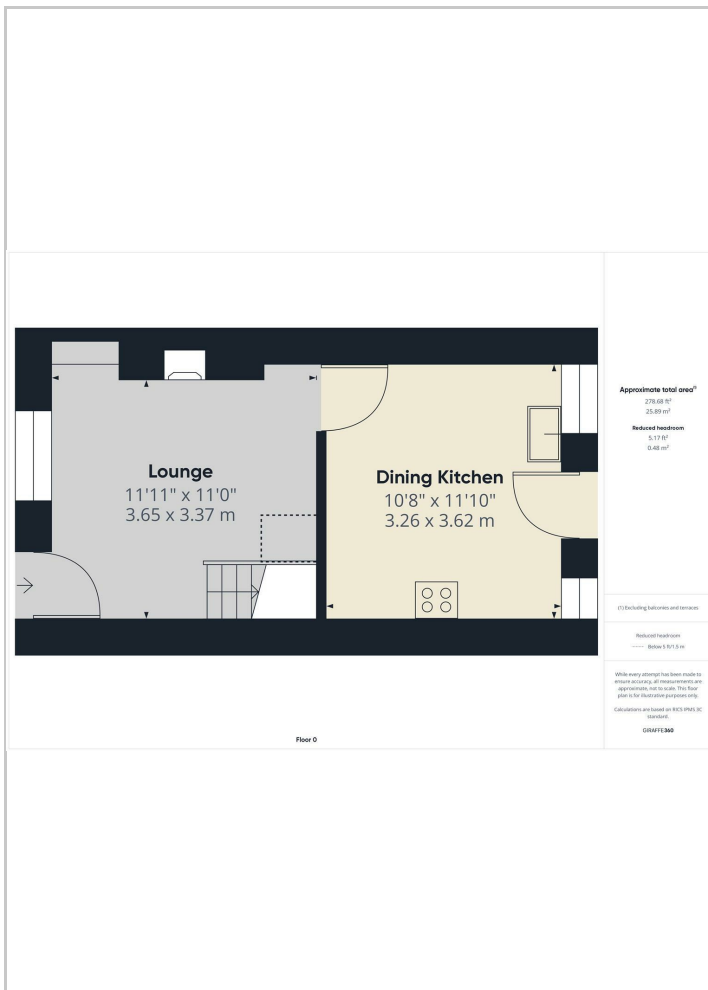 Lounge
11'11" x 11'0"
3.65 x 3.37 m
Dining Kitchen
10'8" x 11'10"
3.26 x 3.62 m
Floor 0
Approximate total area⁽¹⁾
278.68 ft²
25.89 m²
Reduced headroom
5.17 ft²
0.48 m²
(1) Excluding balconies and terraces
Reduced headroom
Below 5 ft/1.5 m
While every attempt has been made to
ensure accuracy, all measurements are
approximate, not to scale. This floor
plan is for illustrative purposes only.
Calculations are based on RICS IPMS 3C
standard.
GIRAFFE360